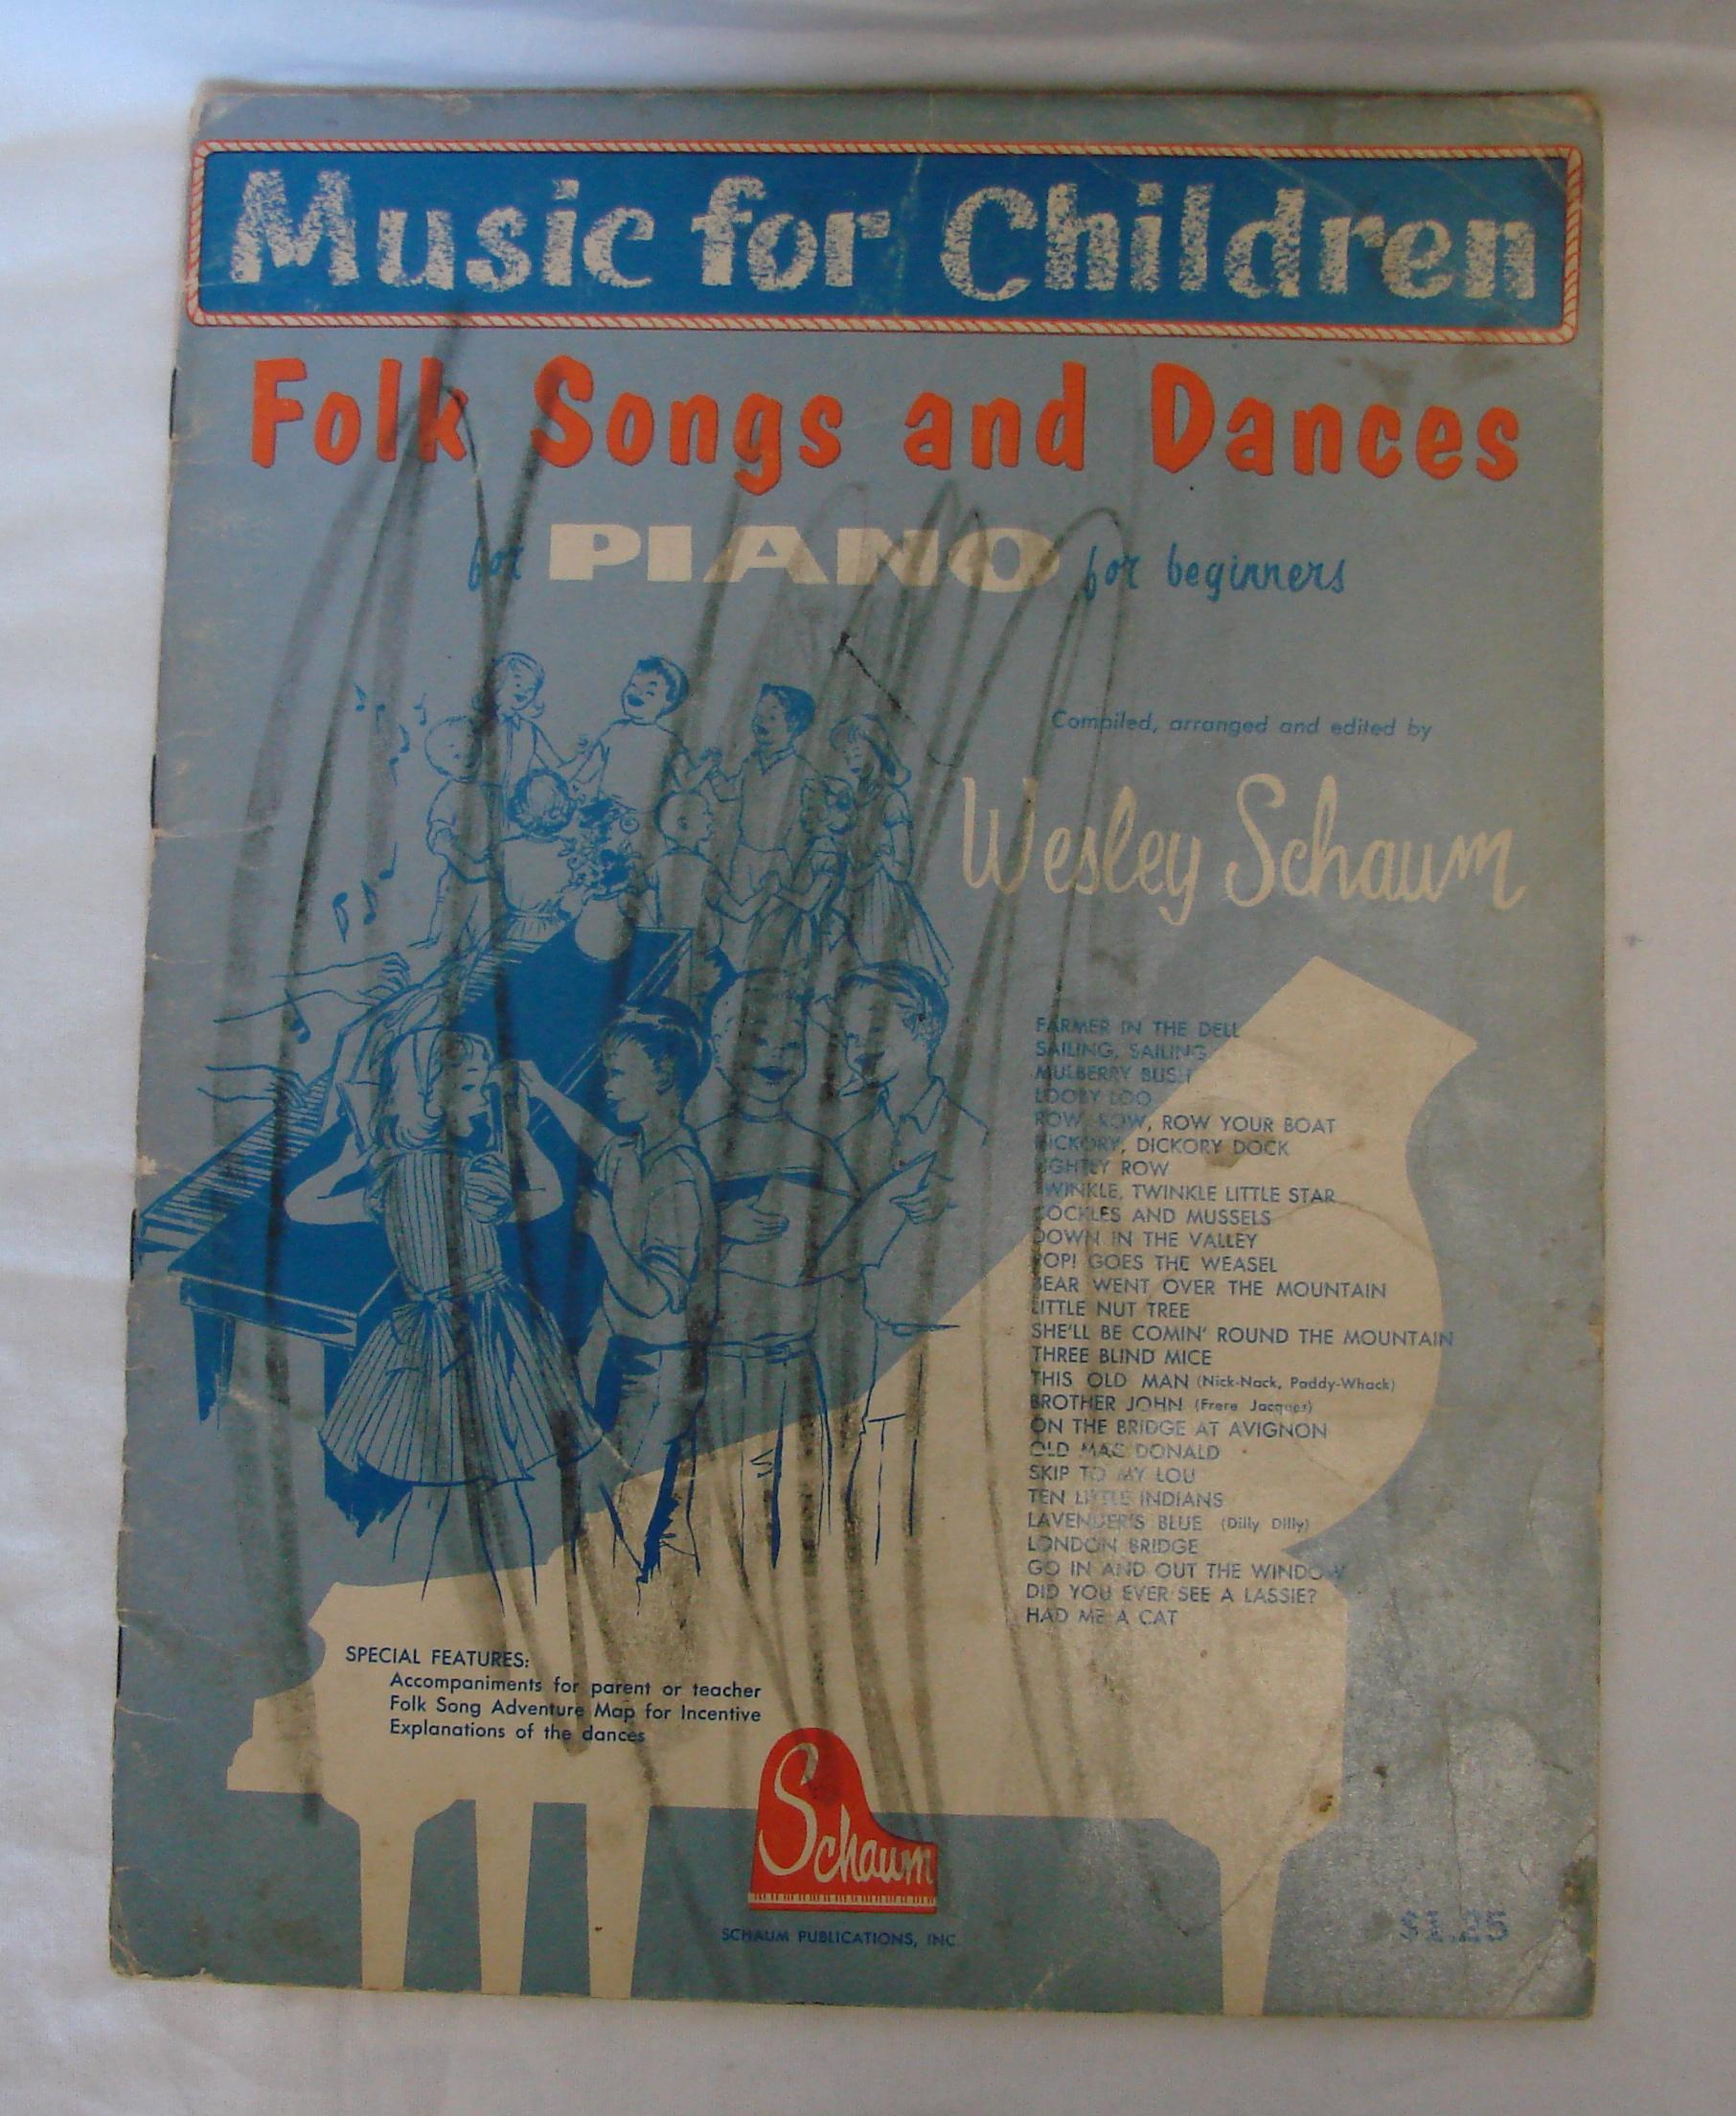 Music for Children
Folk Songs and Dances
for PIANO for beginners
Compiled, arranged and edited by
Wesley Schaum
FARMER IN THE DELL
SAILING, SAILING
MULBERRY BUSH
LOOBY LOO
ROW, ROW, ROW YOUR BOAT
HICKORY, DICKORY DOCK
LIGHTLY ROW
TWINKLE, TWINKLE LITTLE STAR
COCKLES AND MUSSELS
DOWN IN THE VALLEY
POP! GOES THE WEASEL
BEAR WENT OVER THE MOUNTAIN
LITTLE NUT TREE
SHE'LL BE COMIN' ROUND THE MOUNTAIN
THREE BLIND MICE
THIS OLD MAN (Nick-Nack, Paddy-Whack)
BROTHER JOHN (Frere Jacques)
ON THE BRIDGE AT AVIGNON
OLD MAC DONALD
SKIP TO MY LOU
TEN LITTLE INDIANS
LAVENDER'S BLUE (Dilly Dilly)
LONDON BRIDGE
GO IN AND OUT THE WINDOW
DID YOU EVER SEE A LASSIE?
HAD ME A CAT
SPECIAL FEATURES:
Accompaniments for parent or teacher
Folk Song Adventure Map for Incentive
Explanations of the dances
Schaum
SCHAUM PUBLICATIONS, INC.
$1.25